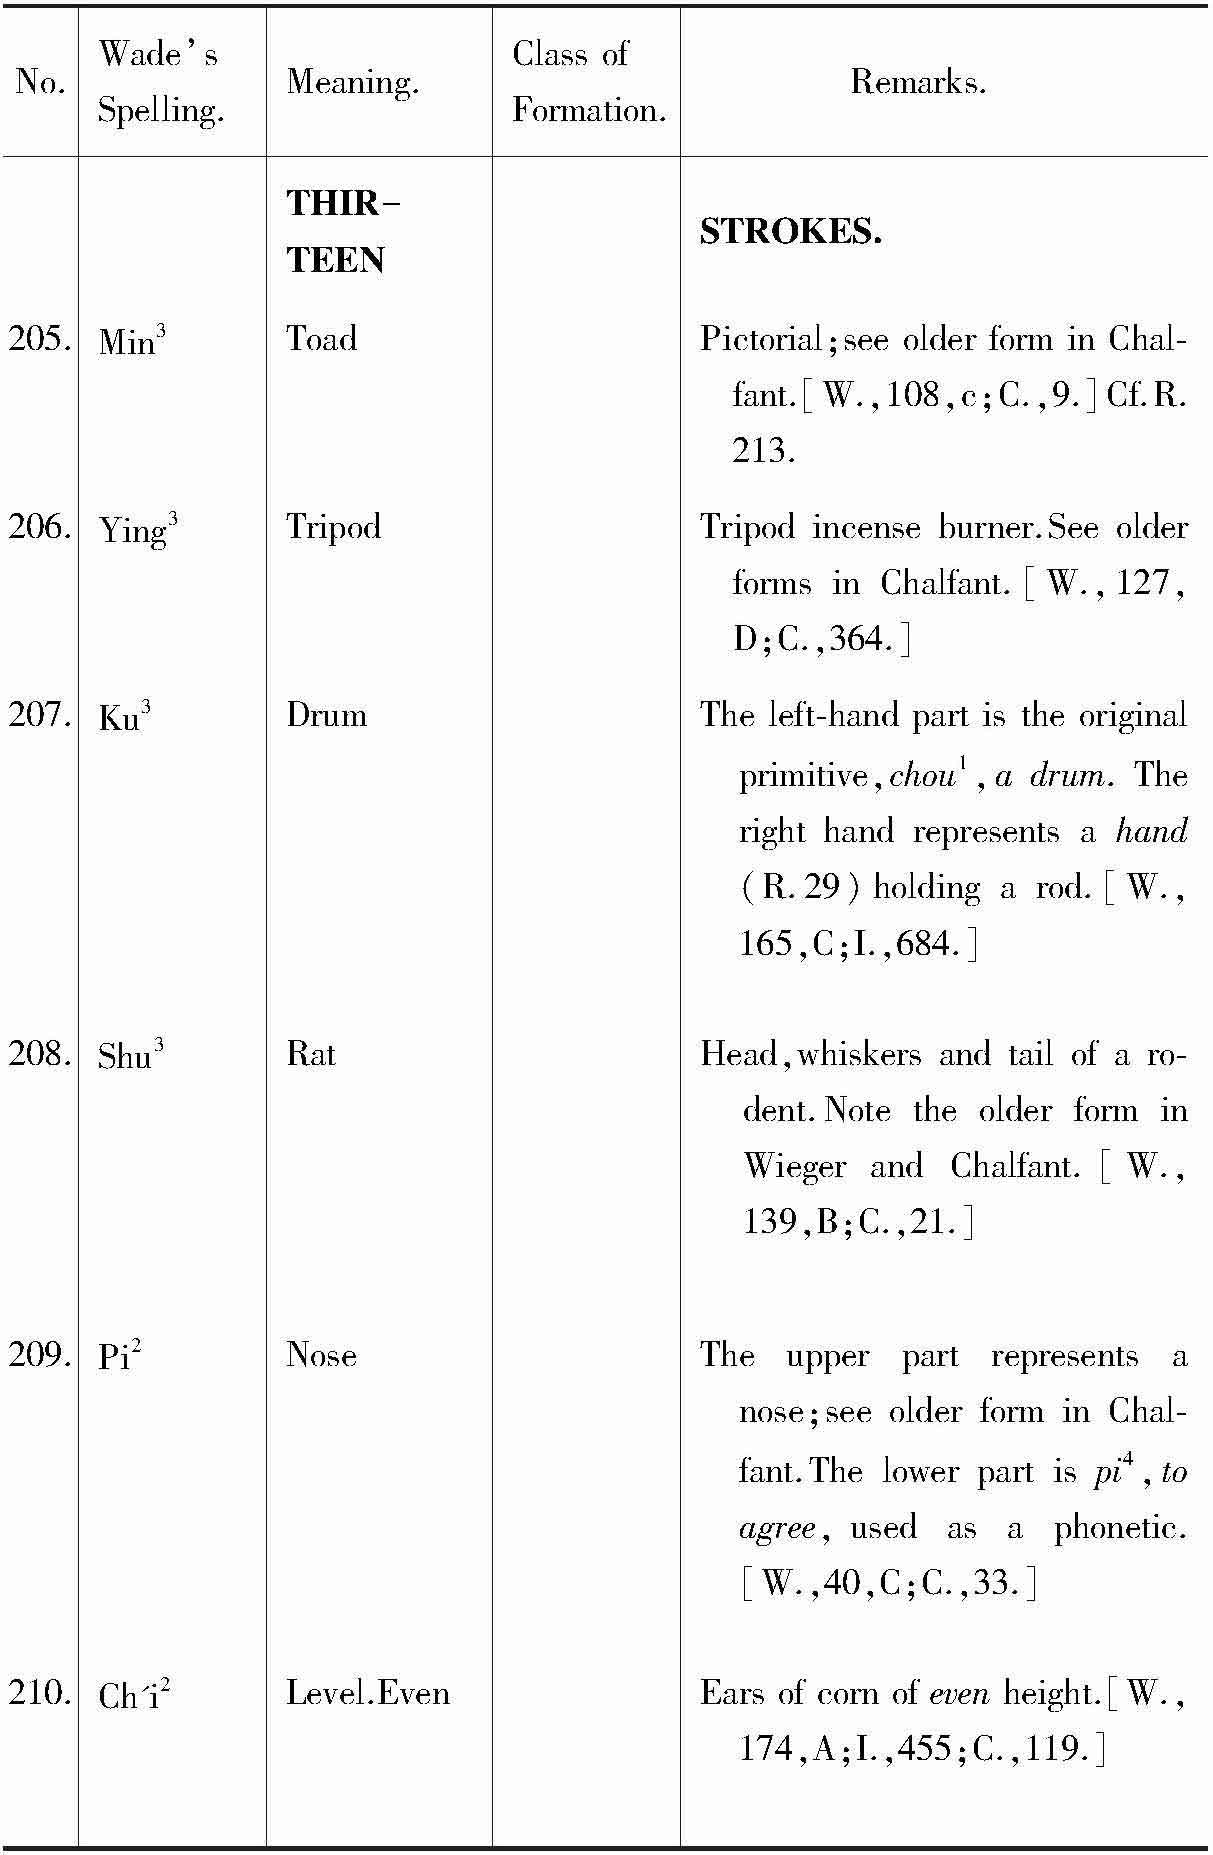 No. Wade's Spelling. Meaning. Class of Formation. Remarks.
THIR-
TEEN STROKES.
205. Min³ Toad Pictorial;see older form in Chal-
fant.[ W.,108,c;C.,9.] Cf.R.
213.
206. Ying³ Tripod Tripod incense burner.See older
forms in Chalfant. [ W., 127,
D;C.,364.]
207. Ku³ Drum The left-hand part is the original
primitive,chou¹,a drum. The
right hand represents a hand
(R.29) holding a rod. [ W.,
165,C;I.,684.]
208. Shu³ Rat Head,whiskers and tail of a ro-
dent. Note the older form in
Wieger and Chalfant. [ W.,
139,B;C.,21.]
209. Pi² Nose The upper part represents a
nose;see older form in Chal-
fant.The lower part is pi⁴,to
agree, used as a phonetic.
[ W.,40,C;C.,33.]
210. Ch'i² Level.Even Ears of corn of even height.[ W.,
174,A;I.,455;C.,119.]